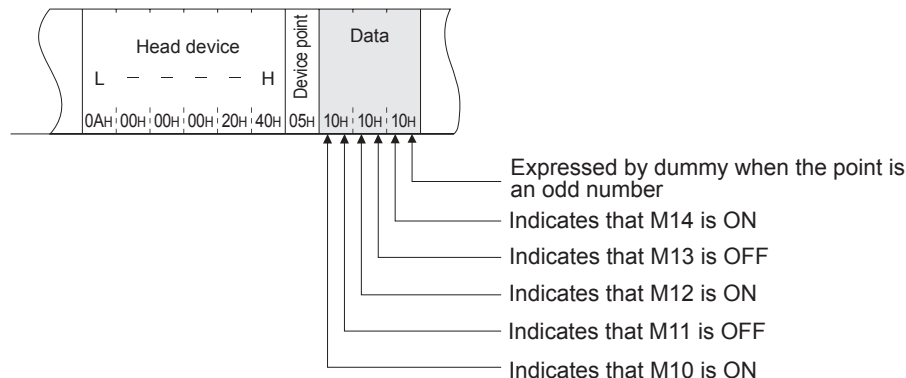 Head device
Device point
Data
L – – – – H
0AH 00H 00H 00H 20H 40H 05H 10H 10H 10H
Expressed by dummy when the point is
an odd number
Indicates that M14 is ON
Indicates that M13 is OFF
Indicates that M12 is ON
Indicates that M11 is OFF
Indicates that M10 is ON